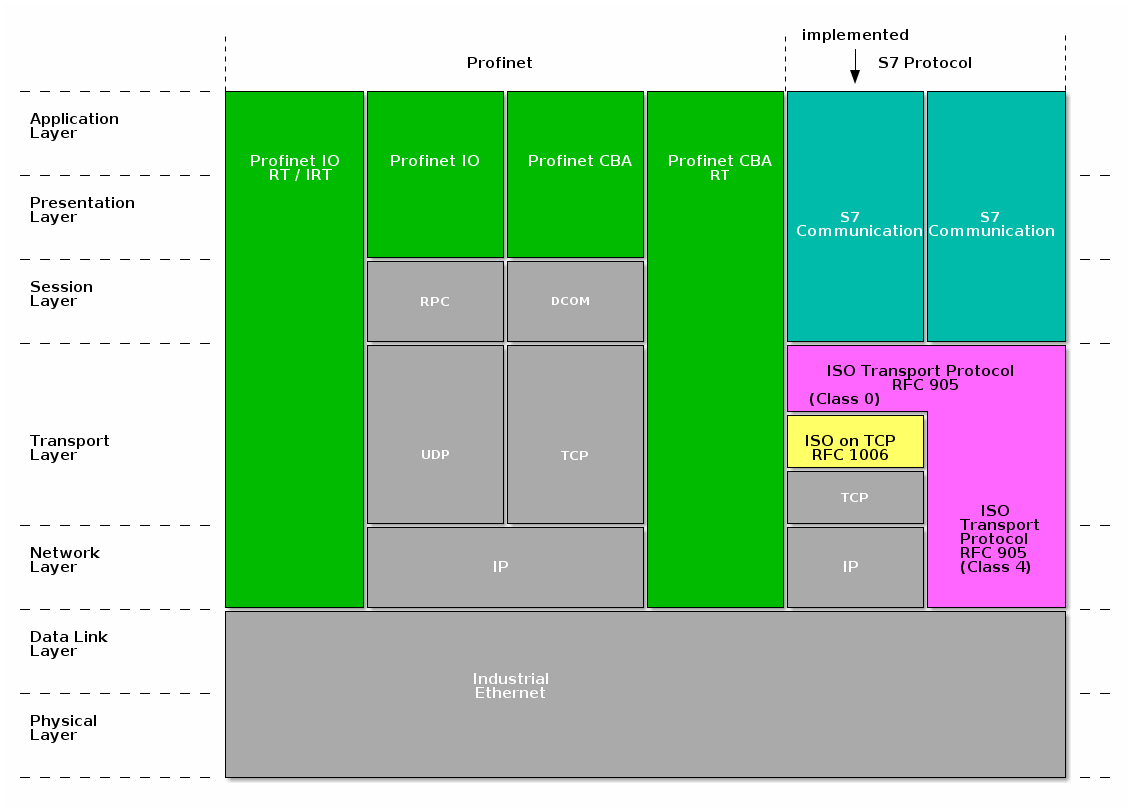 implemented
Profinet
S7 Protocol
Application
Layer
Profinet IO
RT / IRT
Profinet IO
Profinet CBA
Profinet CBA
RT
Presentation
Layer
S7
Communication
S7
Communication
Session
Layer
RPC
DCOM
ISO Transport Protocol
RFC 905
(Class 0)
Transport
Layer
UDP
TCP
ISO on TCP
RFC 1006
TCP
ISO
Transport
Protocol
RFC 905
(Class 4)
Network
Layer
IP
IP
Data Link
Layer
Industrial
Ethernet
Physical
Layer